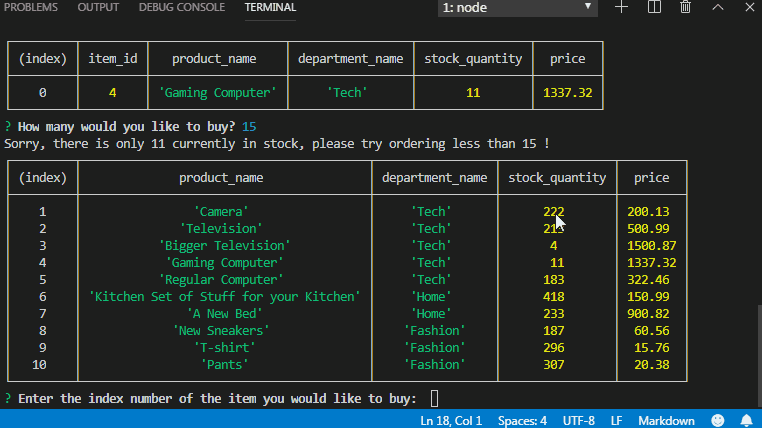 PROBLEMS OUTPUT DEBUG CONSOLE TERMINAL 1: node
(index) item_id product_name department_name stock_quantity price
0 4 'Gaming Computer' 'Tech' 11 1337.32
? How many would you like to buy? 15
Sorry, there is only 11 currently in stock, please try ordering less than 15 !
(index) product_name department_name stock_quantity price
1 'Camera' 'Tech' 222 200.13
2 'Television' 'Tech' 500.99
3 'Bigger Television' 'Tech' 4 1500.87
4 'Gaming Computer' 'Tech' 11 1337.32
5 'Regular Computer' 'Tech' 183 322.46
6 'Kitchen Set of Stuff for your Kitchen' 'Home' 418 150.99
7 'A New Bed' 'Home' 233 900.82
8 'New Sneakers' 'Fashion' 187 60.56
9 'T-shirt' 'Fashion' 296 15.76
10 'Pants' 'Fashion' 307 20.38
? Enter the index number of the item you would like to buy:
Ln 18, Col 1 Spaces: 4 UTF-8 LF Markdown